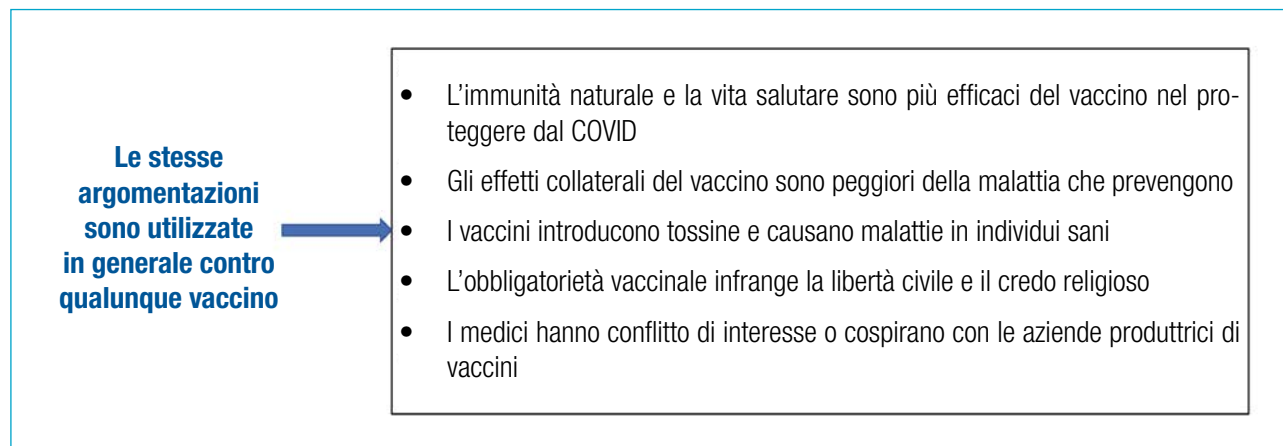 Le stesse
argomentazioni
sono utilizzate
in generale contro
qualunque vaccino
• L’immunità naturale e la vita salutare sono più efficaci del vaccino nel pro-
teggere dal COVID
• Gli effetti collaterali del vaccino sono peggiori della malattia che prevengono
• I vaccini introducono tossine e causano malattie in individui sani
• L’obbligatorietà vaccinale infrange la libertà civile e il credo religioso
• I medici hanno conflitto di interesse o cospirano con le aziende produttrici di
vaccini